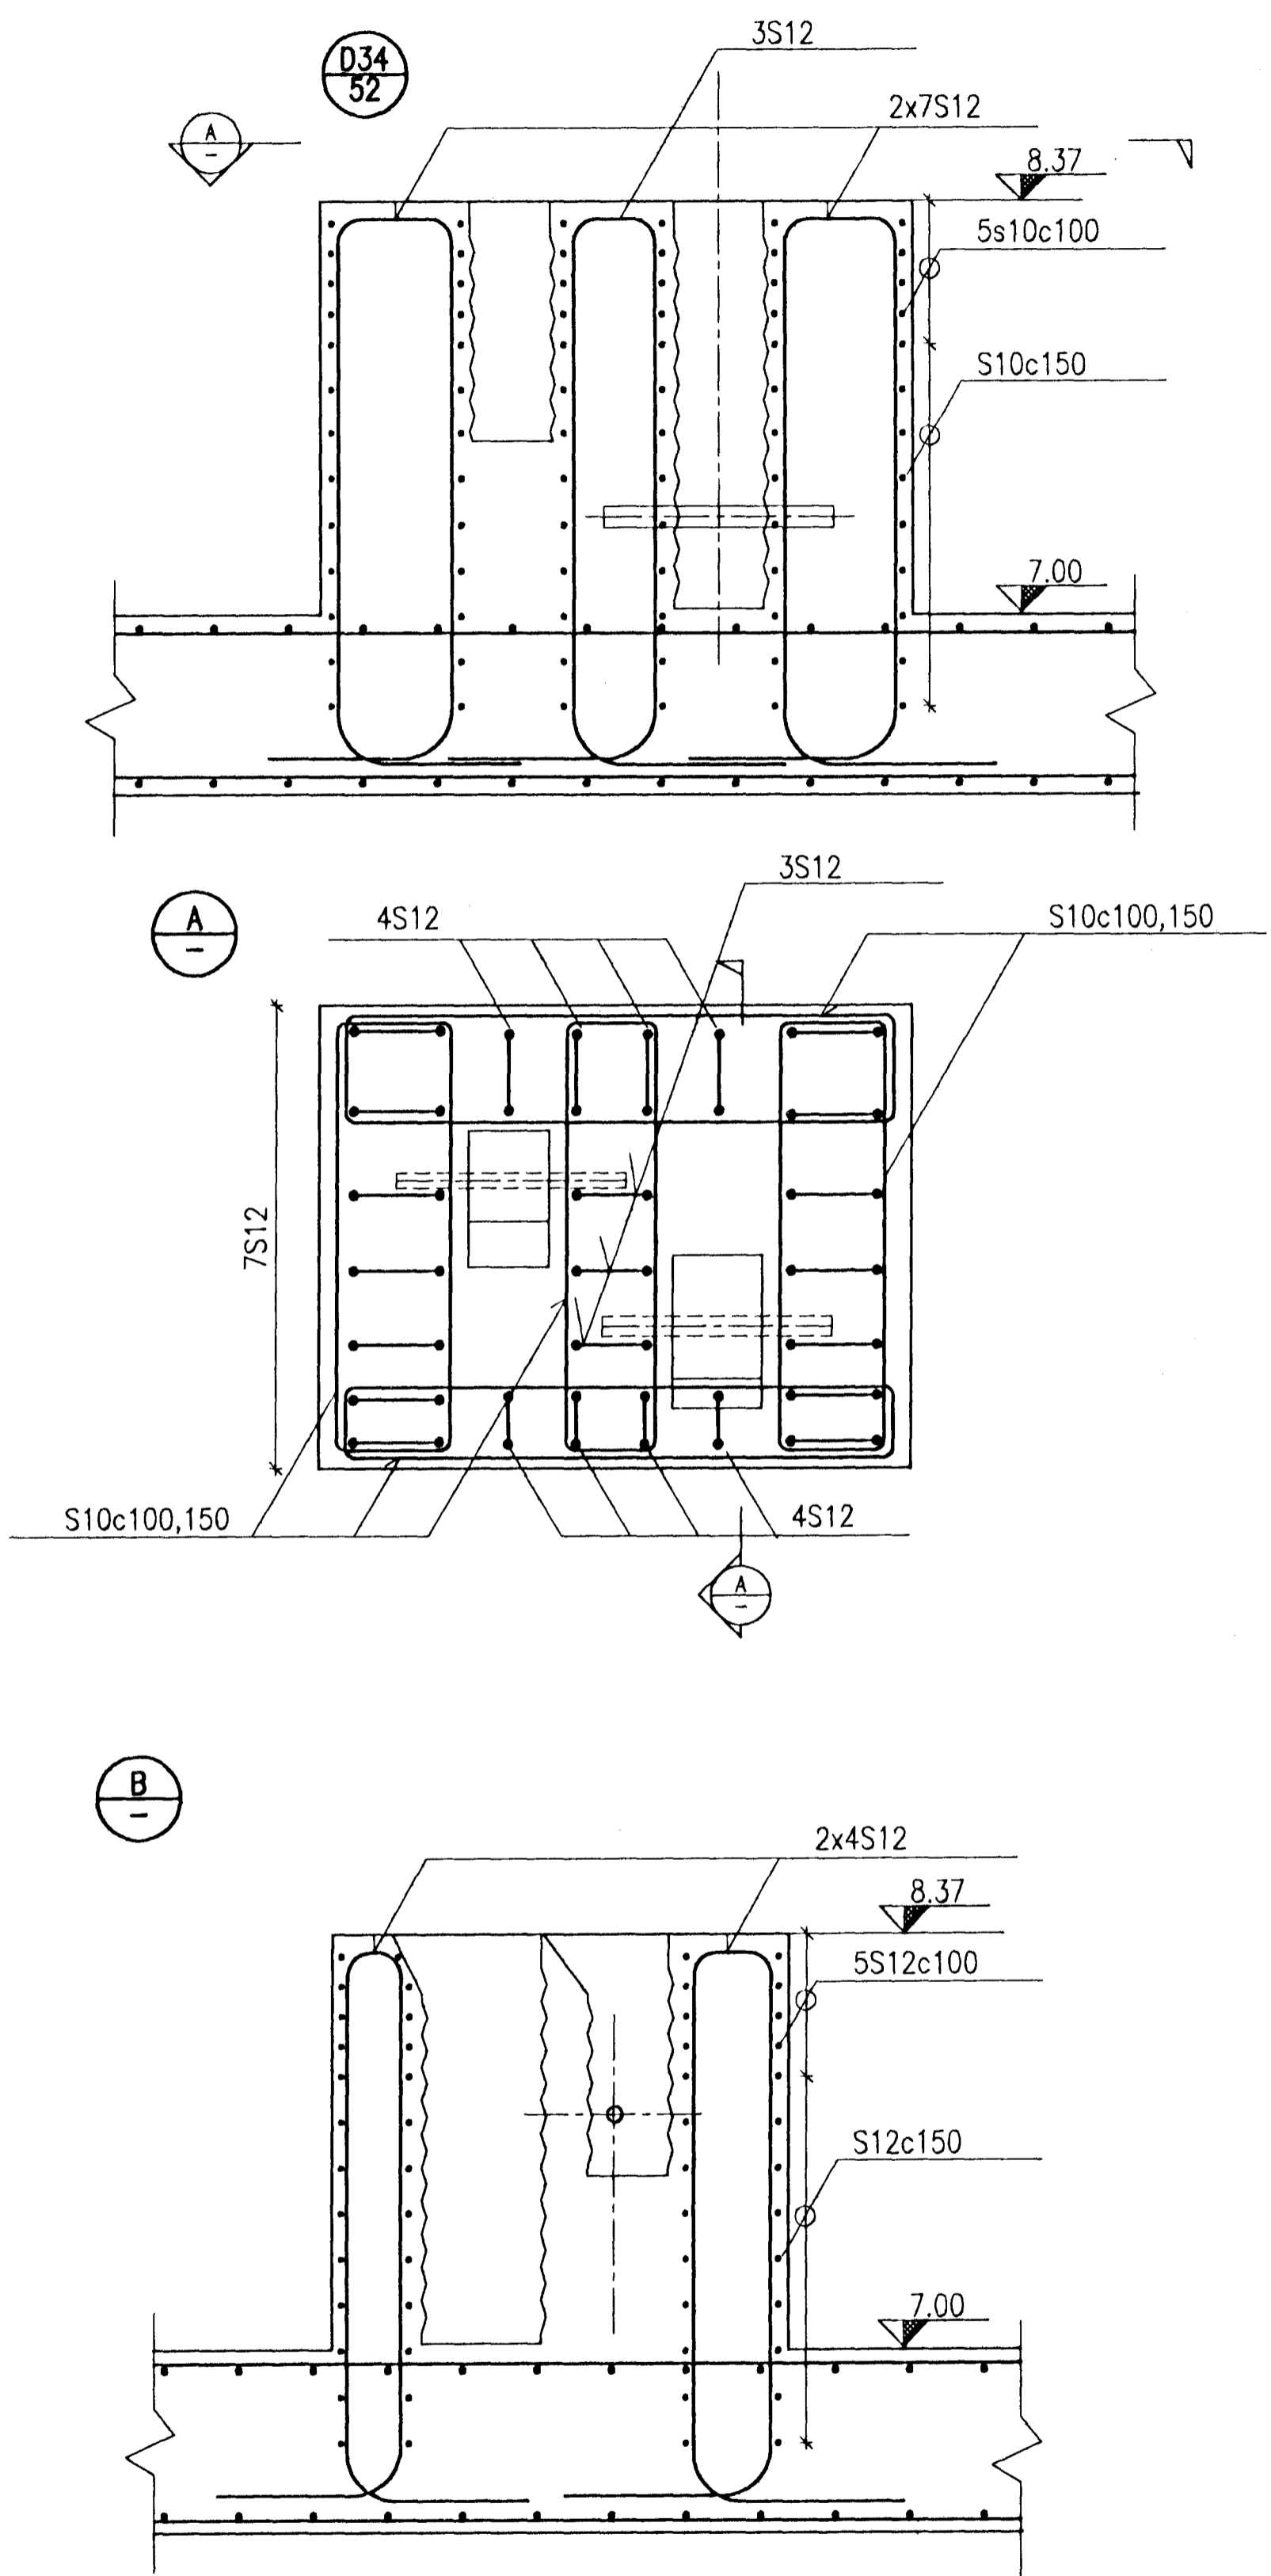 D34
52
3S12
2x7S12
A
-
8.37
5s10c100
S10c150
7.00
3S12
A
-
4S12
S10c100,150
7S12
S10c100,150
4S12
A
-
B
-
2x4S12
8.37
5S12c100
S12c150
7.00